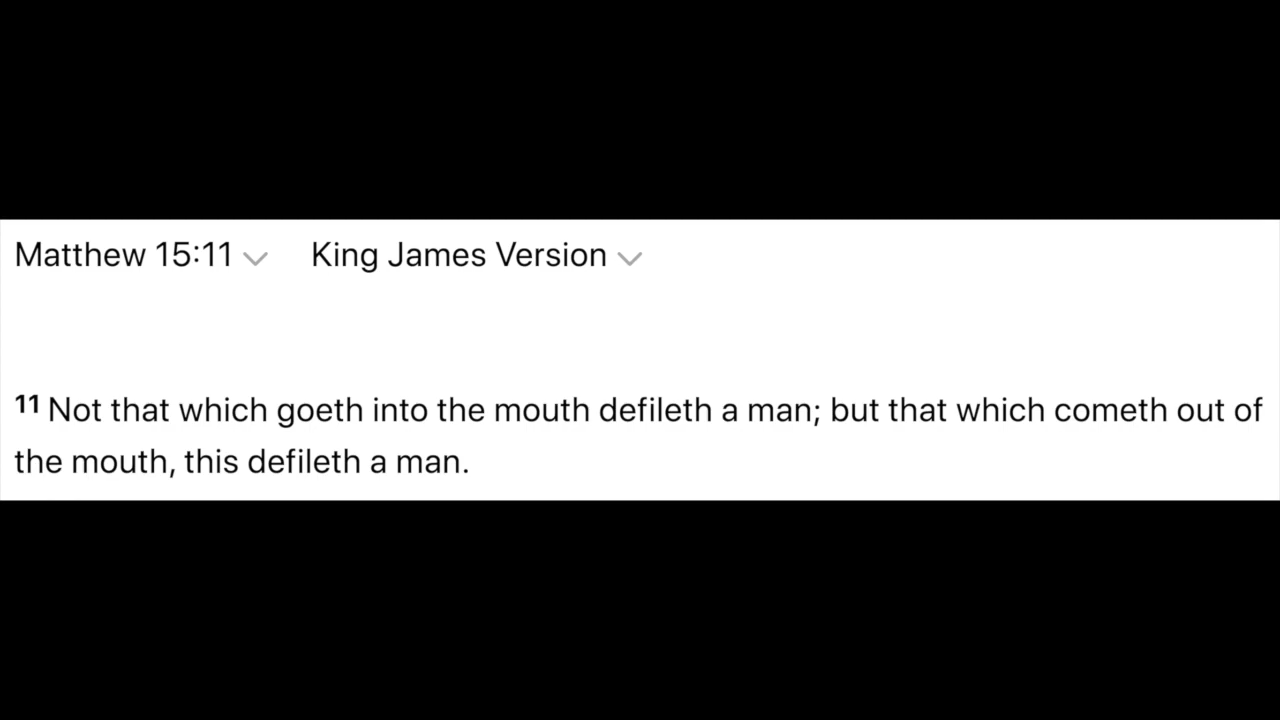 Matthew 15:11 King James Version
11 Not that which goeth into the mouth defileth a man; but that which cometh out of
the mouth, this defileth a man.